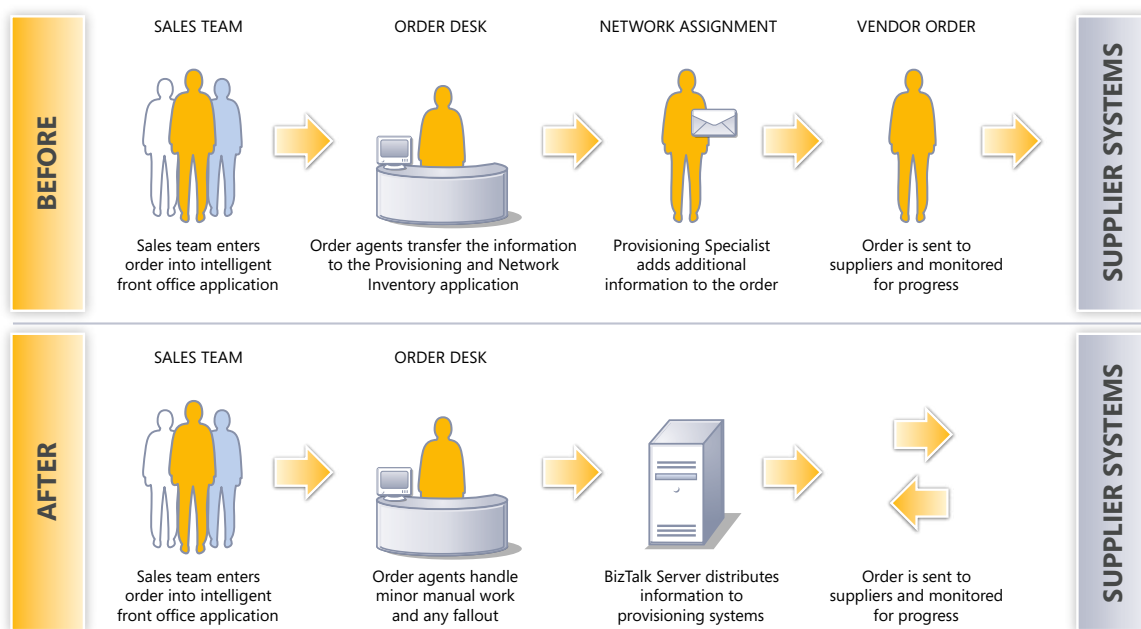 BEFORE
SALES TEAM
ORDER DESK
NETWORK ASSIGNMENT
VENDOR ORDER
SUPPLIER SYSTEMS
Sales team enters
order into intelligent
front office application
Order agents transfer the information
to the Provisioning and Network
Inventory application
Provisioning Specialist
adds additional
information to the order
Order is sent to
suppliers and monitored
for progress
AFTER
SALES TEAM
ORDER DESK
SUPPLIER SYSTEMS
Sales team enters
order into intelligent
front office application
Order agents handle
minor manual work
and any fallout
BizTalk Server distributes
information to
provisioning systems
Order is sent to
suppliers and monitored
for progress